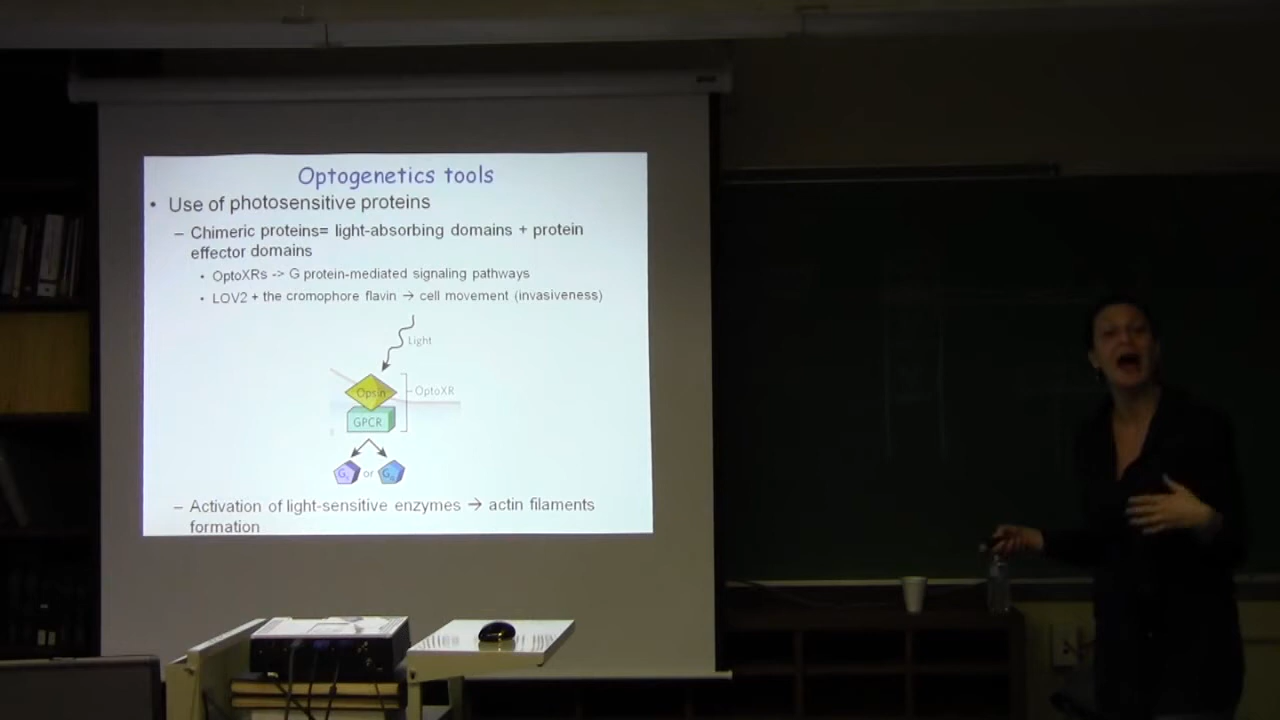 Optogenetics tools
• Use of photosensitive proteins
– Chimeric proteins= light-absorbing domains + protein
effector domains
• OptoXRs -> G protein-mediated signaling pathways
• LOV2 + the cromophore flavin → cell movement (invasiveness)
Light
Opsin
OptoXR
GPCR
or
– Activation of light-sensitive enzymes → actin filaments
formation